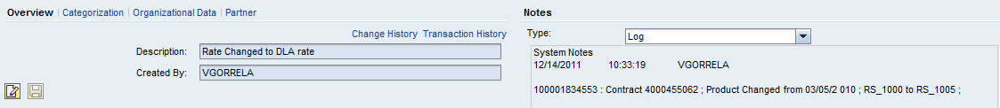 Overview | Categorization | Organizational Data | Partner
Change History Transaction History
Description: Rate Changed to DLA rate
Created By: VGORRELA
Notes
Type: Log
System Notes
12/14/2011 10:33:19 VGORRELA
100001834553 : Contract 4000455062 ; Product Changed from 03/05/2 010 ; RS_1000 to RS_1005 ;